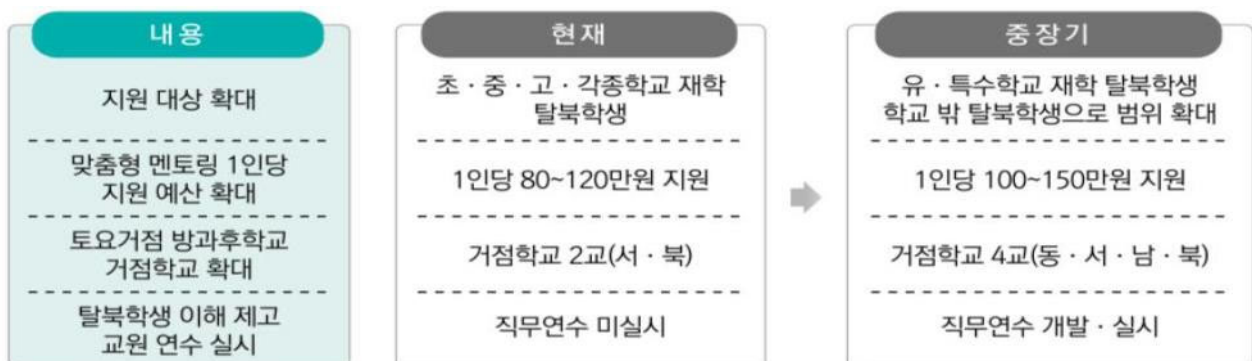 내용
현재
중장기
지원 대상 확대
초 · 중 · 고 · 각종학교 재학
탈북학생
유 · 특수학교 재학 탈북학생
학교 밖 탈북학생으로 범위 확대
맞춤형 멘토링 1인당
지원 예산 확대
1인당 80~120만원 지원
1인당 100~150만원 지원
토요거점 방과후학교
거점학교 확대
거점학교 2교(서 · 북)
거점학교 4교(동 · 서 · 남 · 북)
탈북학생 이해 제고
교원 연수 실시
직무연수 미실시
직무연수 개발 · 실시